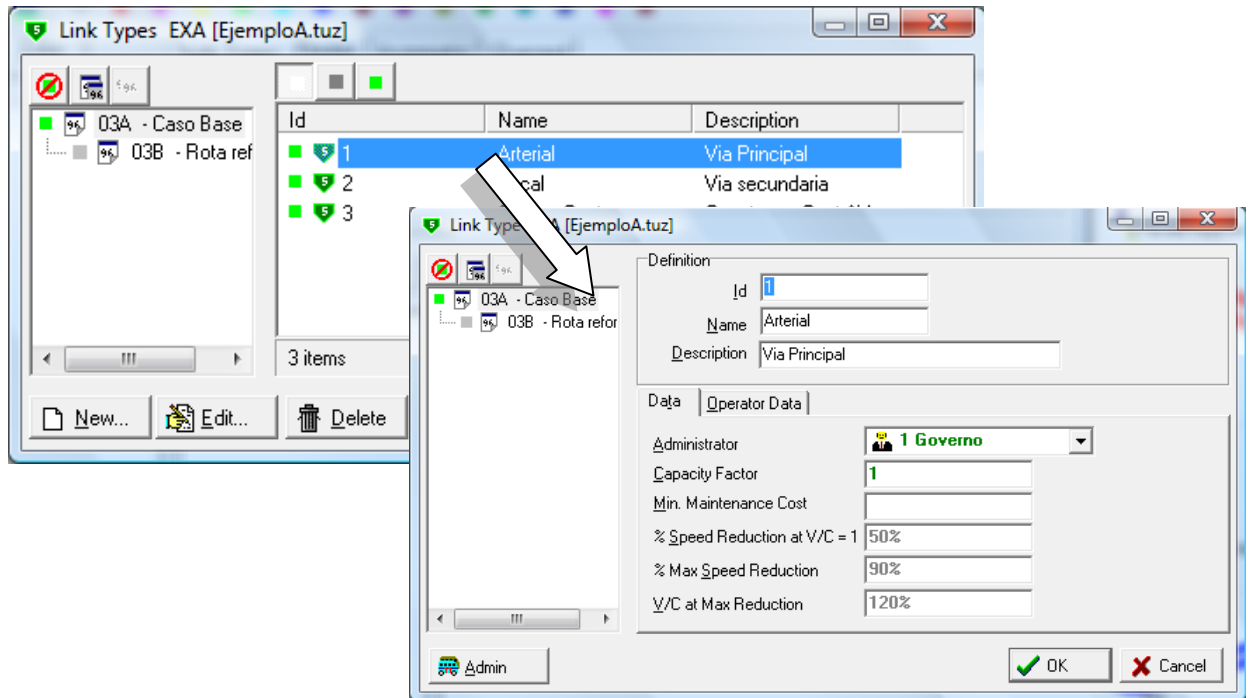 Link Types EXA [EjemploA.tuz]
03A - Caso Base
03B - Rota ref
Id Name Description
1 Arterial Via Principal
2 Via secundaria
3
3 items
New... Edit... Delete
Link Type [EjemploA.tuz]
03A - Caso Base
03B - Rota refor
Definition
Id 1
Name Arterial
Description Via Principal
Data Operator Data
Administrator 1 Governo
Capacity Factor 1
Min. Maintenance Cost
% Speed Reduction at V/C = 1 50%
% Max Speed Reduction 90%
V/C at Max Reduction 120%
Admin OK Cancel